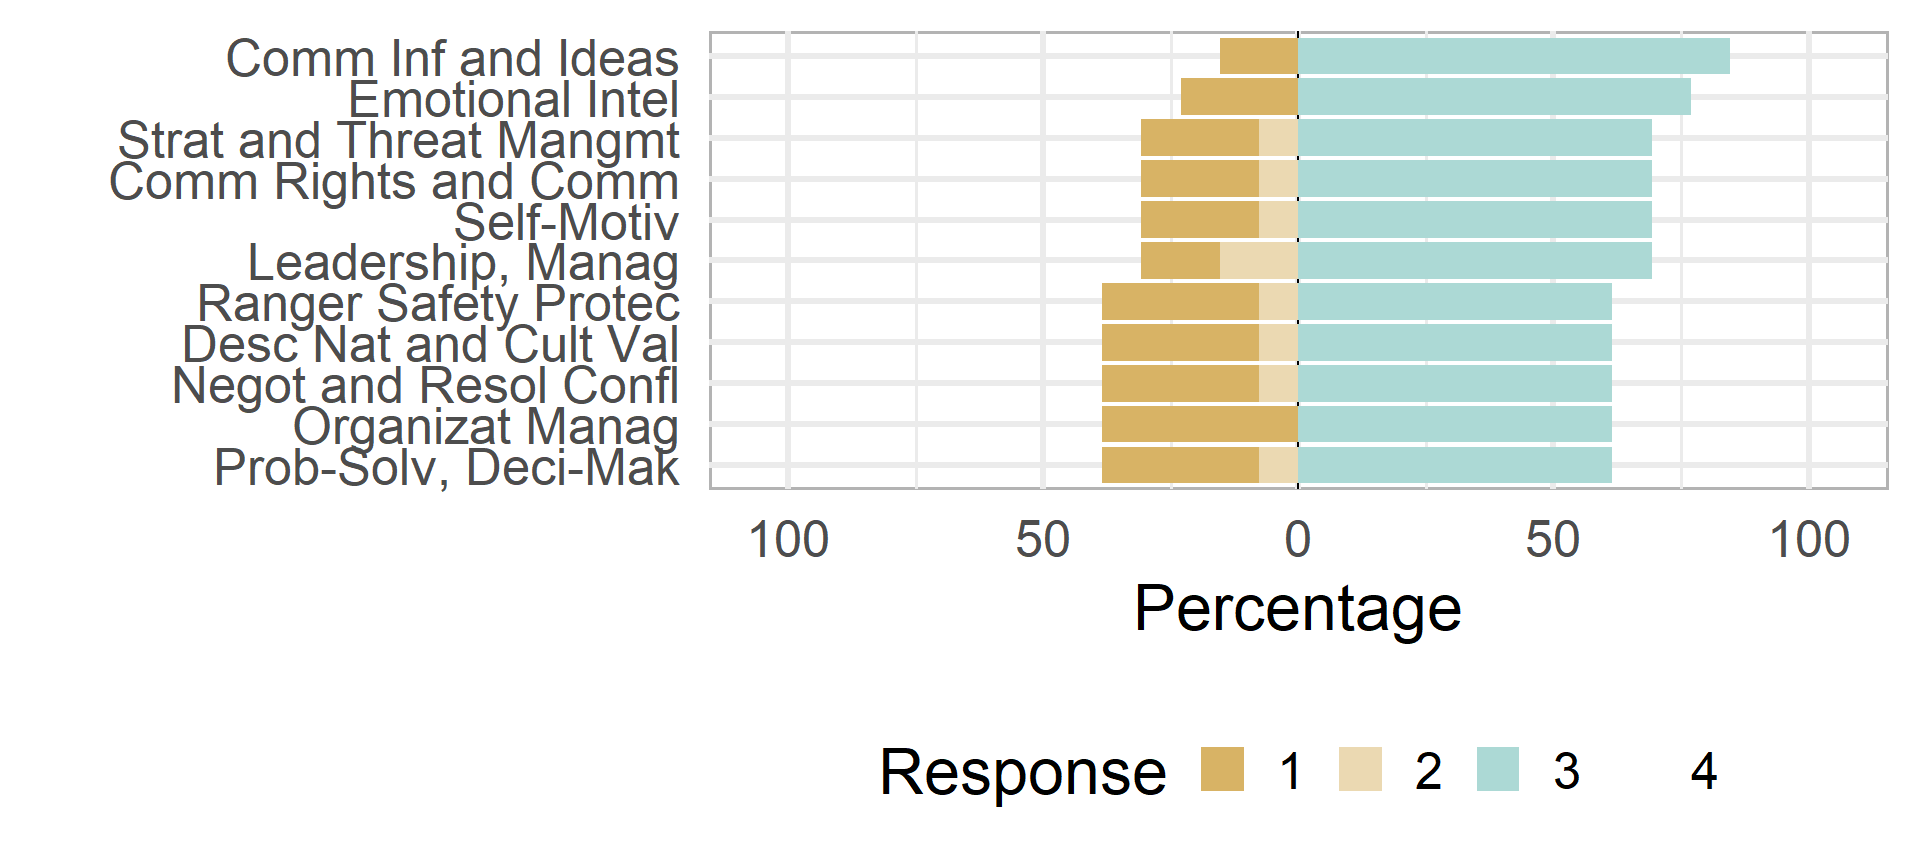 Comm Inf and Ideas
Emotional Intel
Strat and Threat Mangmt
Comm Rights and Comm
Self-Motiv
Leadership, Manag
Ranger Safety Protec
Desc Nat and Cult Val
Negot and Resol Confl
Organizat Manag
Prob-Solv, Deci-Mak
100 50 0 50 100
Percentage
Response 1 2 3 4